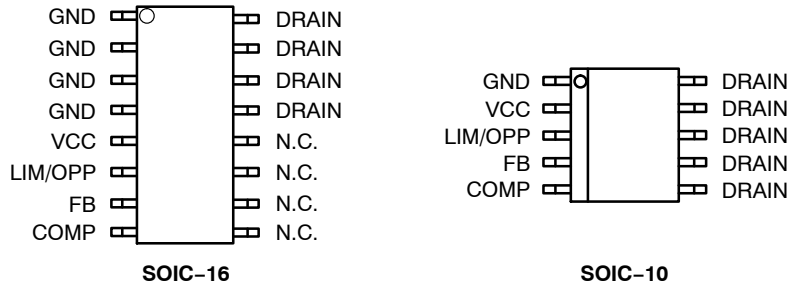 GND DRAIN
GND DRAIN
GND DRAIN
GND DRAIN
VCC N.C.
LIM/OPP N.C.
FB N.C.
COMP N.C.
SOIC−16
GND DRAIN
VCC DRAIN
LIM/OPP DRAIN
FB DRAIN
COMP DRAIN
SOIC−10